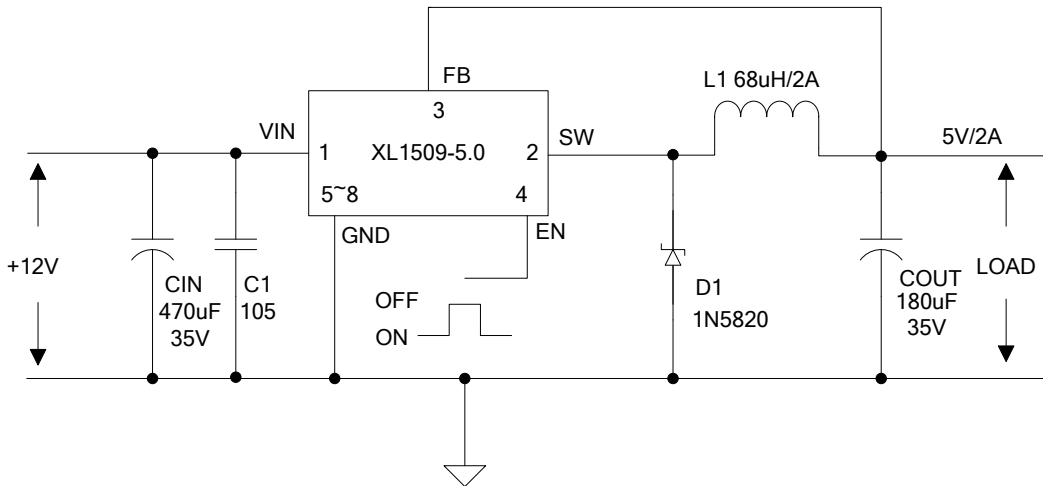 FB
L1 68uH/2A
3
VIN
SW
5V/2A
1
XL1509-5.0
2
5~8
4
GND
EN
+12V
CIN
470uF
35V
C1
105
OFF
ON
D1
1N5820
COUT
180uF
35V
LOAD